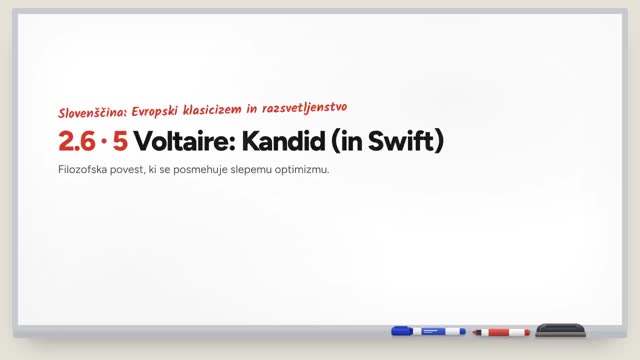 Slovenščina: Evropski klasicizem in razsvetljenstvo
2.6 · 5 Voltaire: Kandid (in Swift)
Filozofska povest, ki se posmehuje slepemu optimizmu.